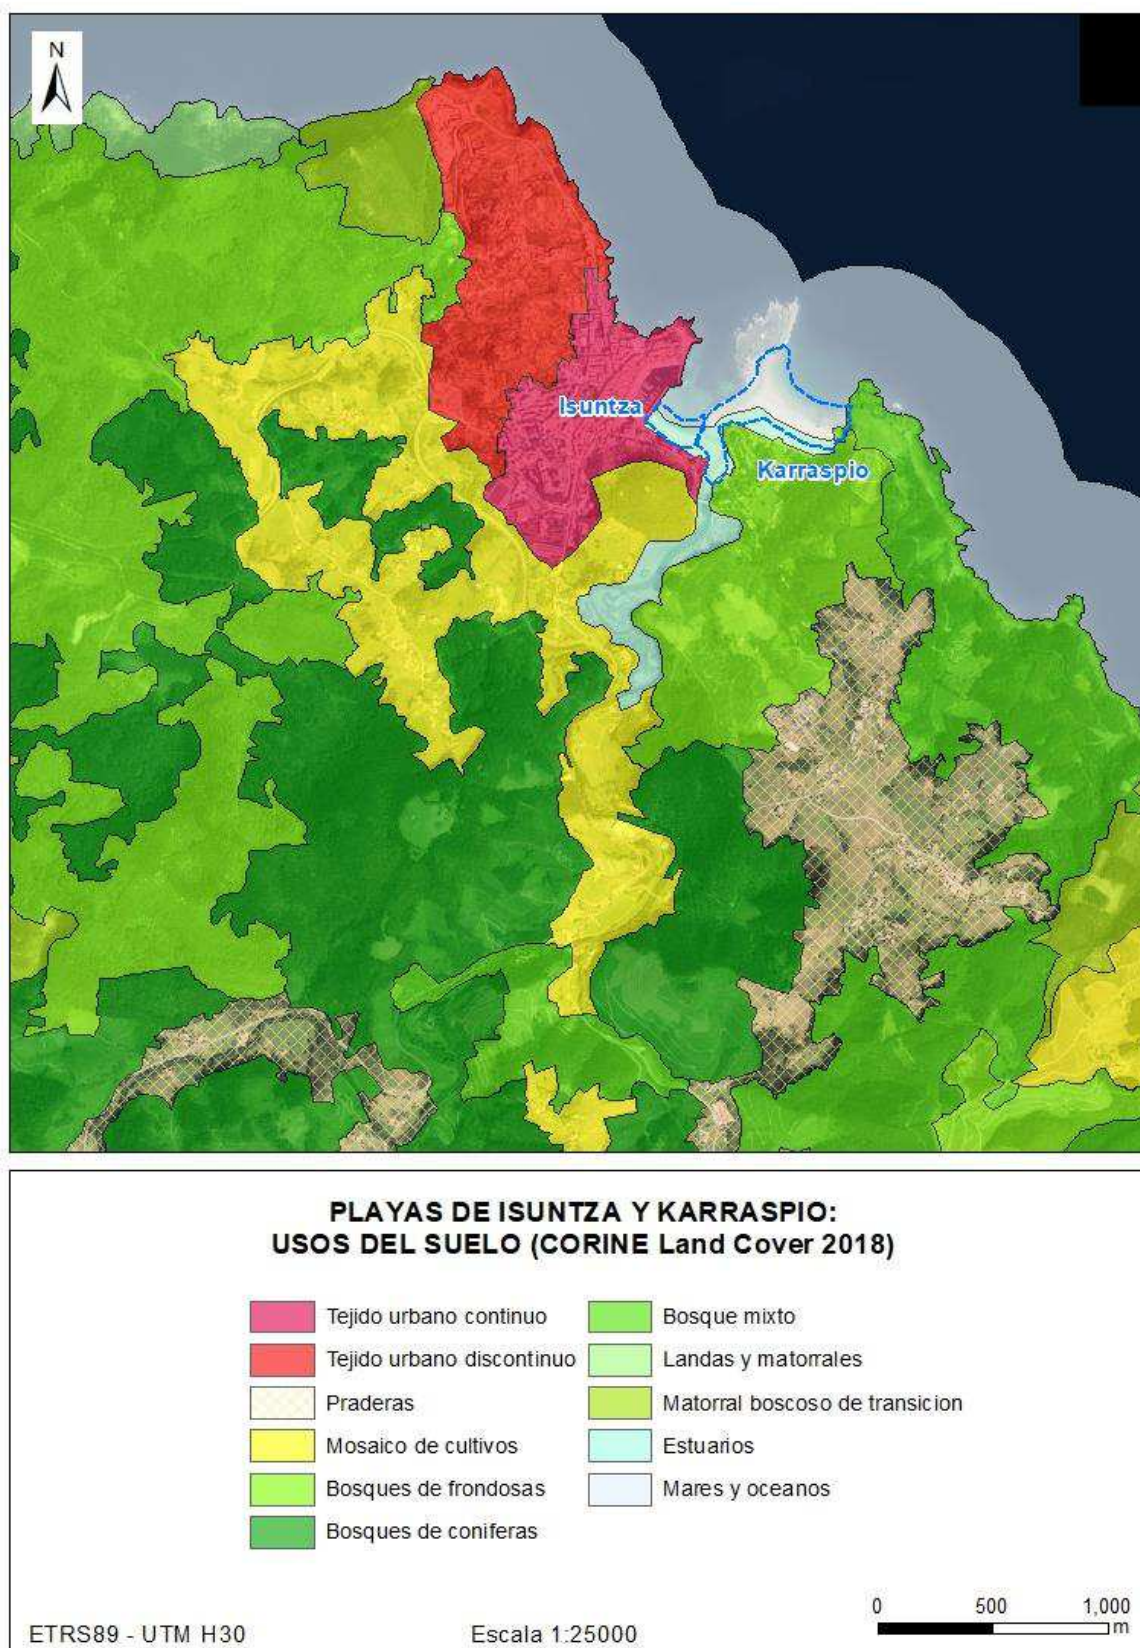 N
Isuntza
Karraspio
PLAYAS DE ISUNTZA Y KARRASPIO:
USOS DEL SUELO (CORINE Land Cover 2018)
Tejido urbano continuo
Tejido urbano discontinuo
Praderas
Mosaico de cultivos
Bosques de frondosas
Bosques de coniferas
Bosque mixto
Landas y matorrales
Matorral boscoso de transicion
Estuarios
Mares y oceanos
0 500 1,000
m
ETRS89 - UTM H30
Escala 1:25000